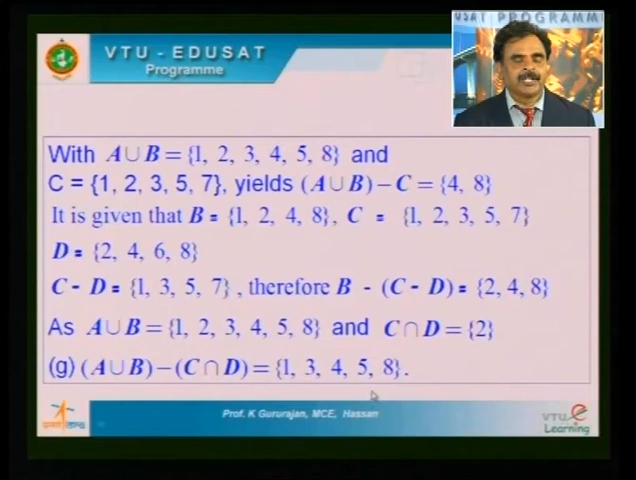 VTU - EDUSAT
Programme
USAT PROGRAMM
With A∪B = {1, 2, 3, 4, 5, 8} and
C = {1, 2, 3, 5, 7}, yields (A∪B)−C = {4, 8}
It is given that B = {1, 2, 4, 8}, C = {1, 2, 3, 5, 7}
D = {2, 4, 6, 8}
C - D = {1, 3, 5, 7} , therefore B - (C - D) = {2, 4, 8}
As A∪B = {1, 2, 3, 4, 5, 8} and C∩D = {2}
(g) (A∪B)−(C∩D) = {1, 3, 4, 5, 8}.
Prof. K Gururajan, MCE, Hassan
VTU e
Learning